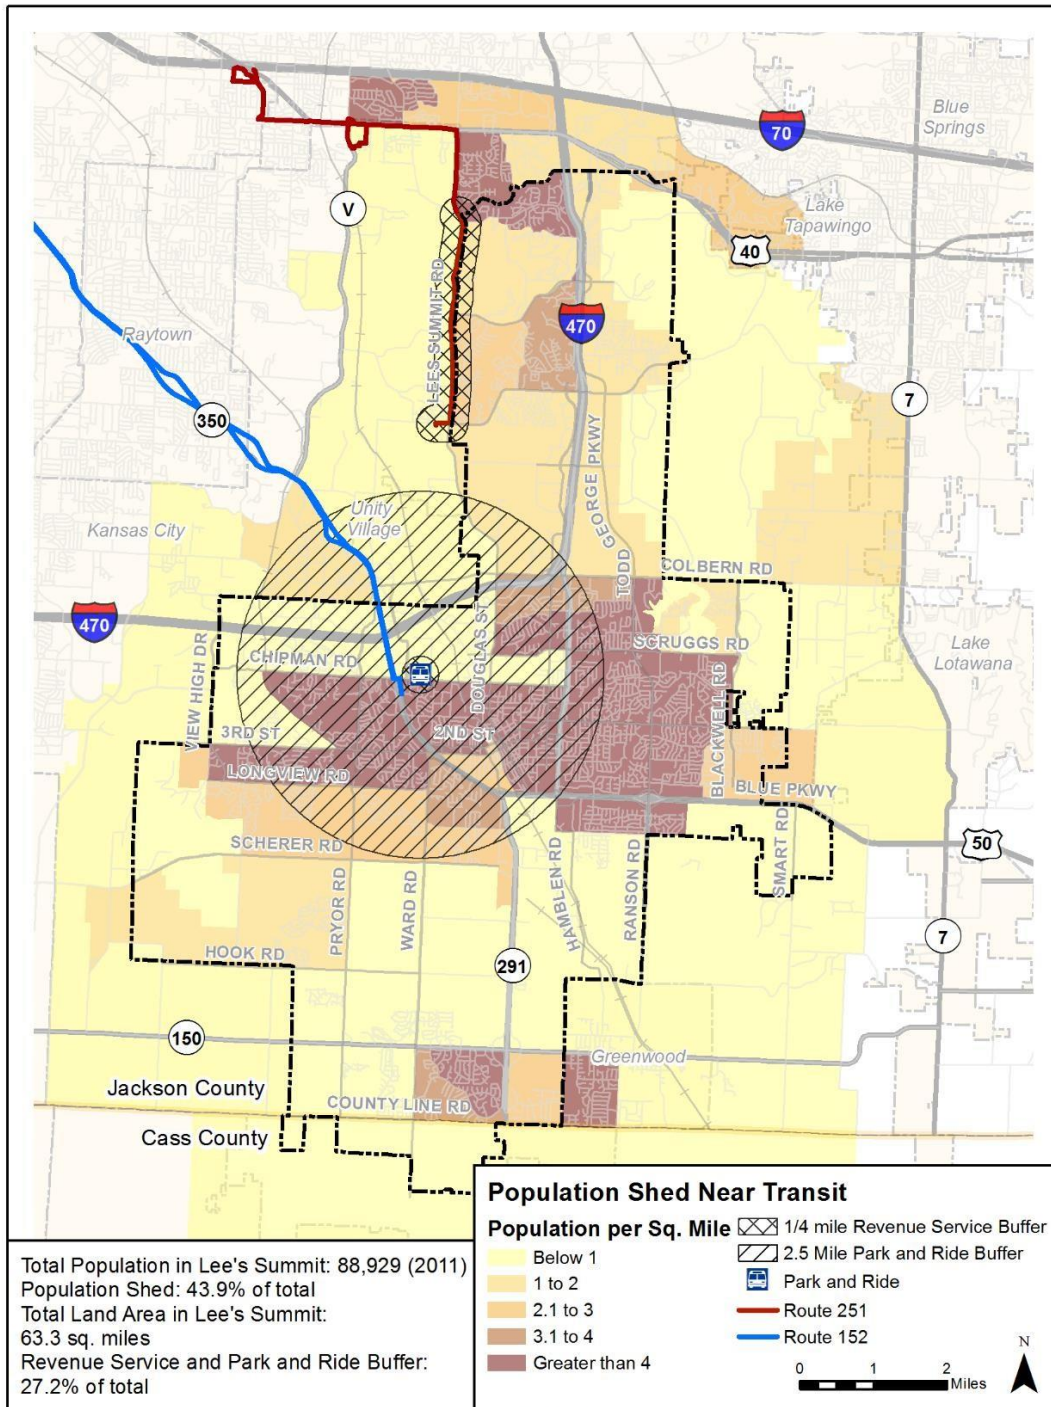 Blue
Springs
70
V
Lake
Tapawingo
40
LEES SUMMIT RD
470
Raytown
350
7
GEORGE PKWY
Unity
Village
Kansas City
TODD
COLBERN RD
470
DOUGLAS ST
SCRUGGS RD
Lake
Lotawana
VIEW HIGH DR
CHIPMAN RD
BLACKWELL RD
3RD ST
2ND ST
LONGVIEW RD
BLUE PKWY
SCHERER RD
SMART RD
50
PRYOR RD
WARD RD
HAMBLEN RD
RANSON RD
HOOK RD
291
7
150
Greenwood
Jackson County
COUNTY LINE RD
Cass County
Population Shed Near Transit
Population per Sq. Mile
Below 1
1 to 2
2.1 to 3
3.1 to 4
Greater than 4
1/4 mile Revenue Service Buffer
2.5 Mile Park and Ride Buffer
Park and Ride
Route 251
Route 152
0 1 2
Miles
N
Total Population in Lee's Summit: 88,929 (2011)
Population Shed: 43.9% of total
Total Land Area in Lee's Summit:
63.3 sq. miles
Revenue Service and Park and Ride Buffer:
27.2% of total